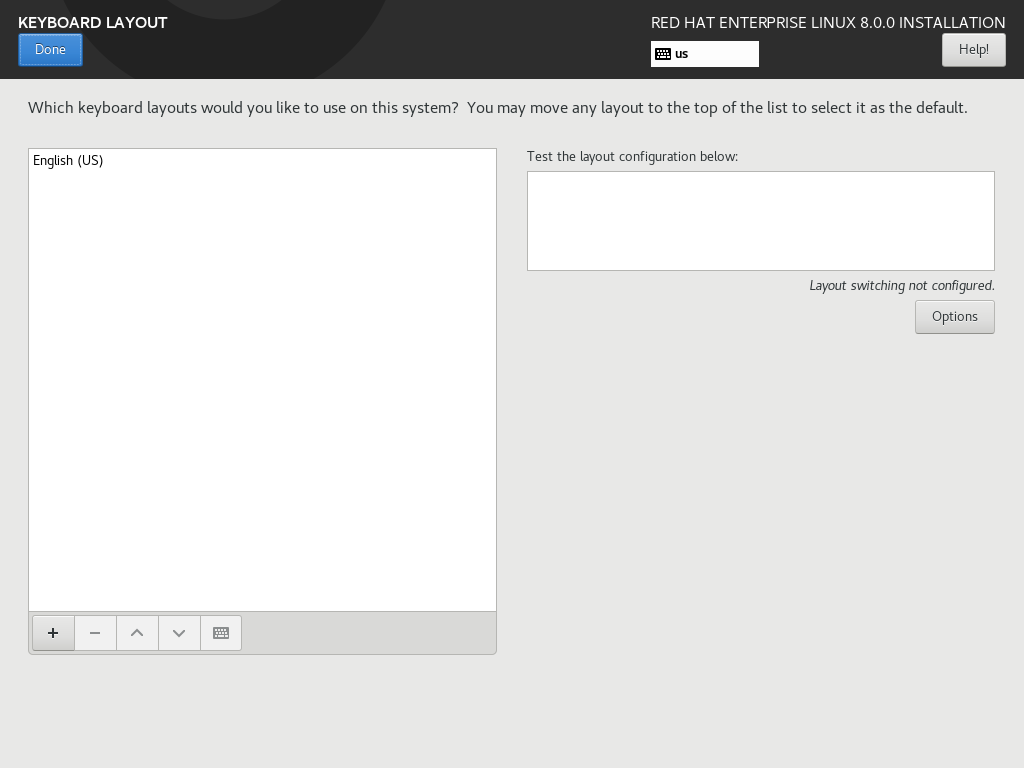 KEYBOARD LAYOUT
RED HAT ENTERPRISE LINUX 8.0.0 INSTALLATION
Done
us
Help!
Which keyboard layouts would you like to use on this system?  You may move any layout to the top of the list to select it as the default.
English (US)
Test the layout configuration below:
Layout switching not configured.
Options